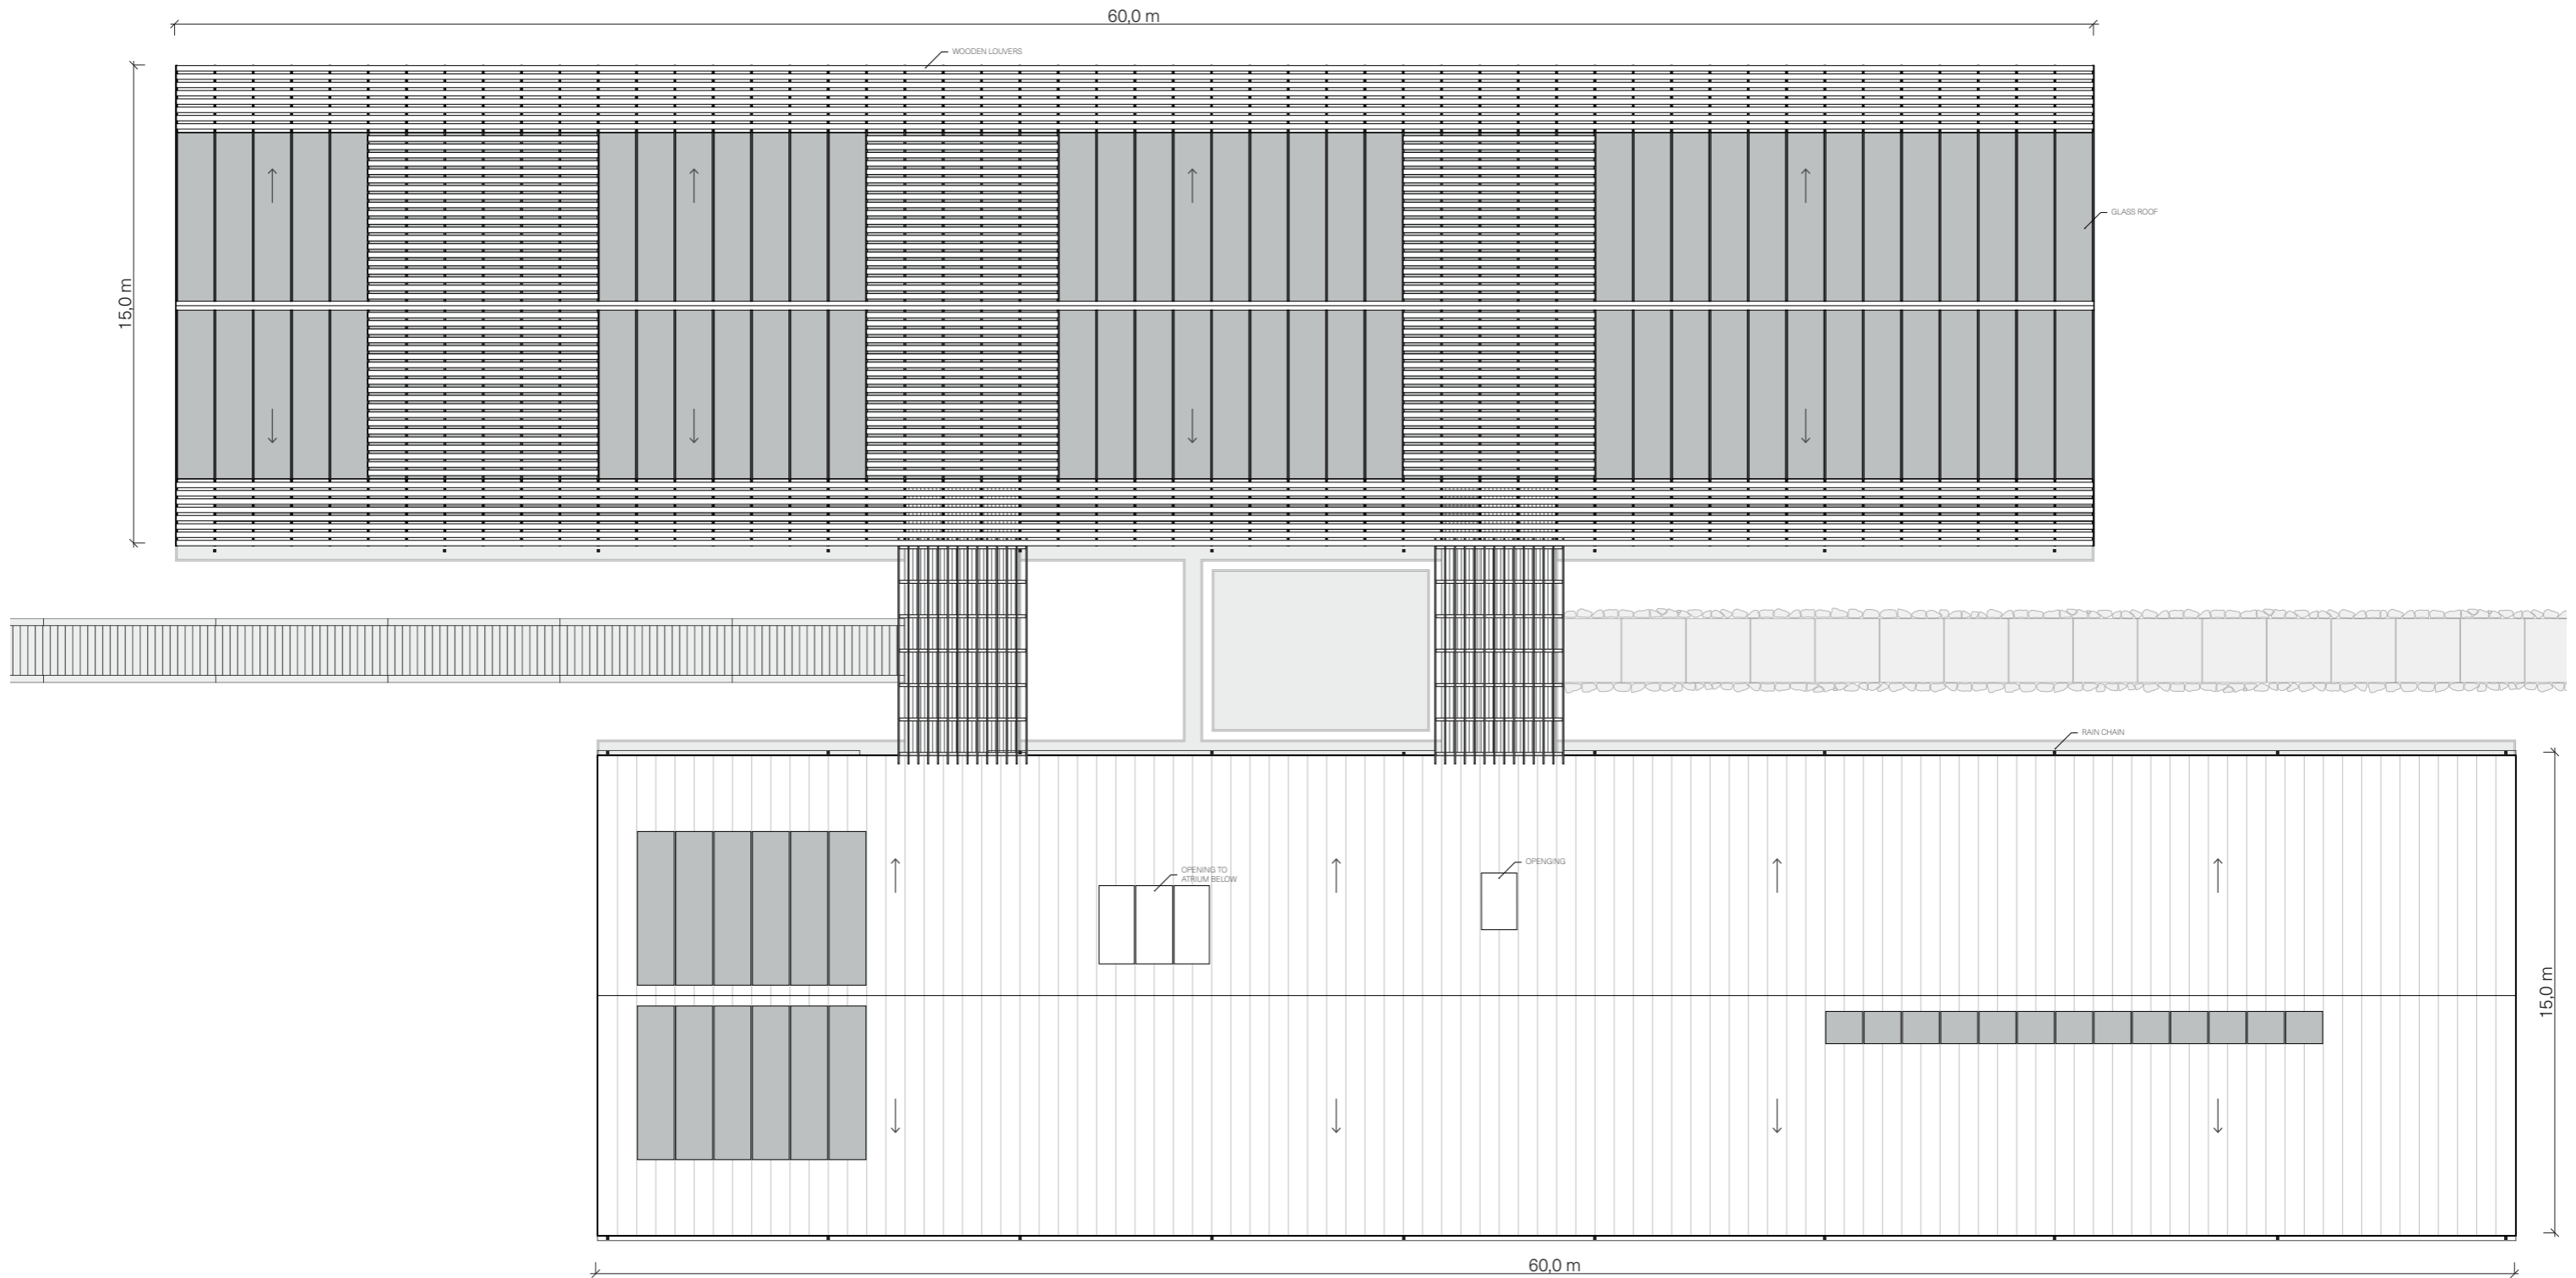 60,0 m
WOODEN LOUVERS
GLASS ROOF
15,0 m
RAIN CHAIN
OPENGING
OPENING TO
ATRIUM BELOW
15,0 m
60,0 m